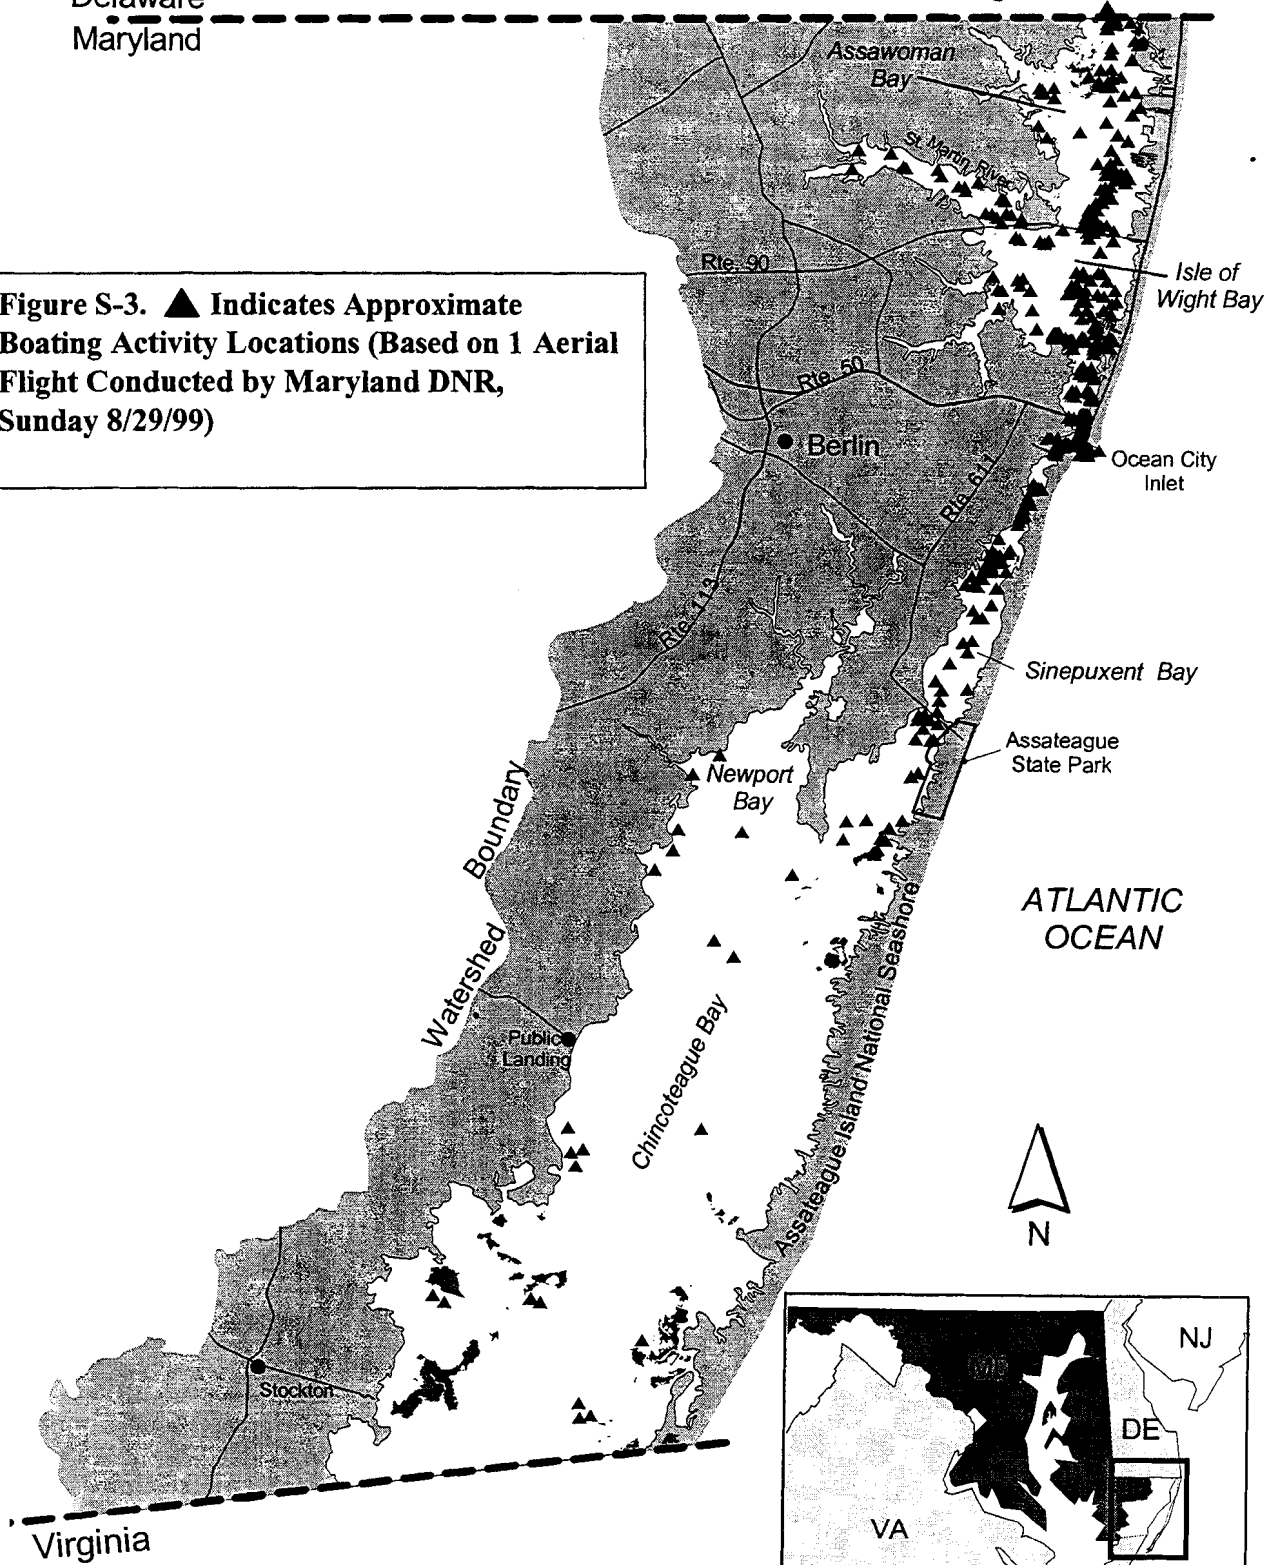 Delaware
Maryland
Assawoman
Bay
St. Martin River
Rte. 90
Isle of
Wight Bay
Figure S-3. ▲ Indicates Approximate
Boating Activity Locations (Based on 1 Aerial
Flight Conducted by Maryland DNR,
Sunday 8/29/99)
Rte. 50
Berlin
Ocean City
Inlet
Rte. 611
Rte. 113
Sinepuxent Bay
Assateague
State Park
Newport
Bay
Watershed Boundary
ATLANTIC
OCEAN
Public
Landing
Chincoteague Bay
Assateague Island National Seashore
N
Stockton
Virginia
MD
NJ
DE
VA